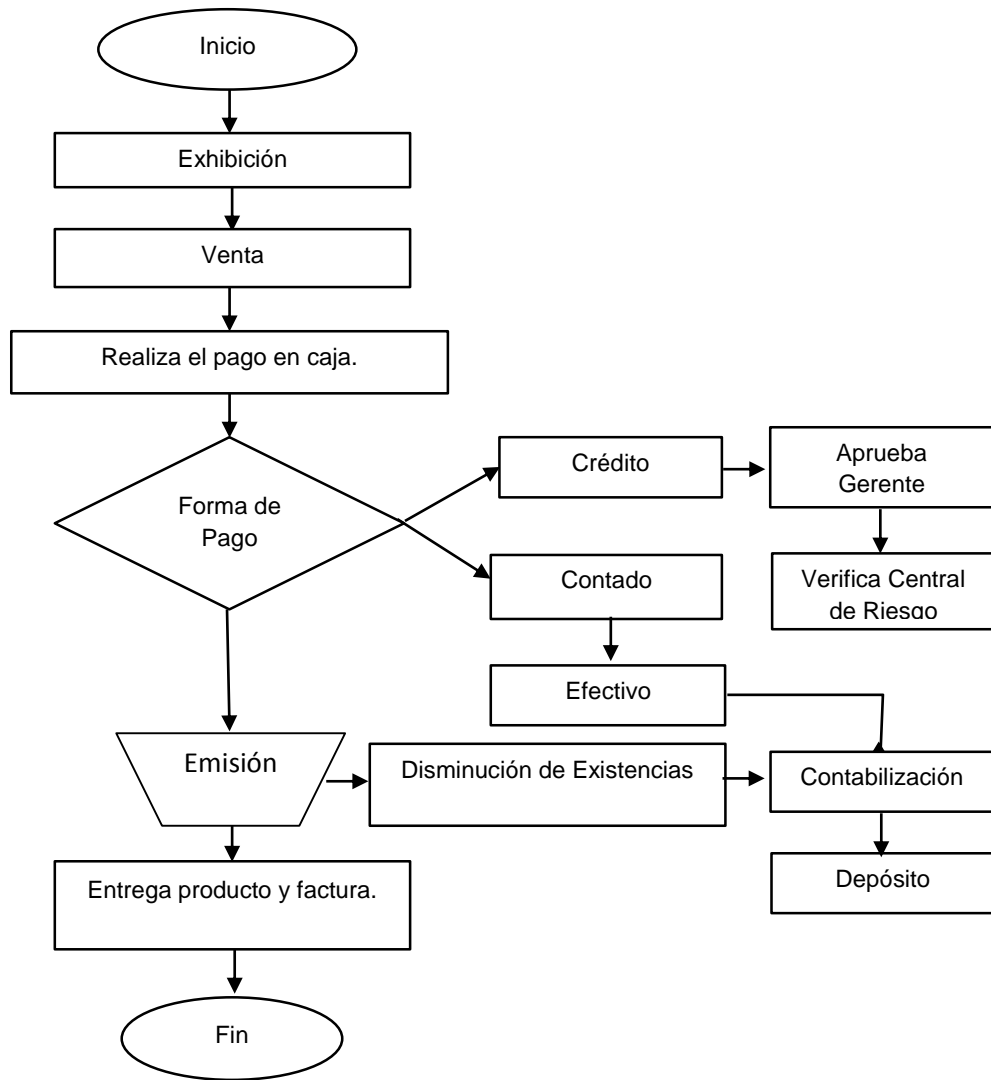 Inicio
Exhibición
Venta
Realiza el pago en caja.
Forma de
Pago
Crédito
Aprueba
Gerente
Verifica Central
de Riesgo
Contado
Efectivo
Emisión
Disminución de Existencias
Contabilización
Depósito
Entrega producto y factura.
Fin